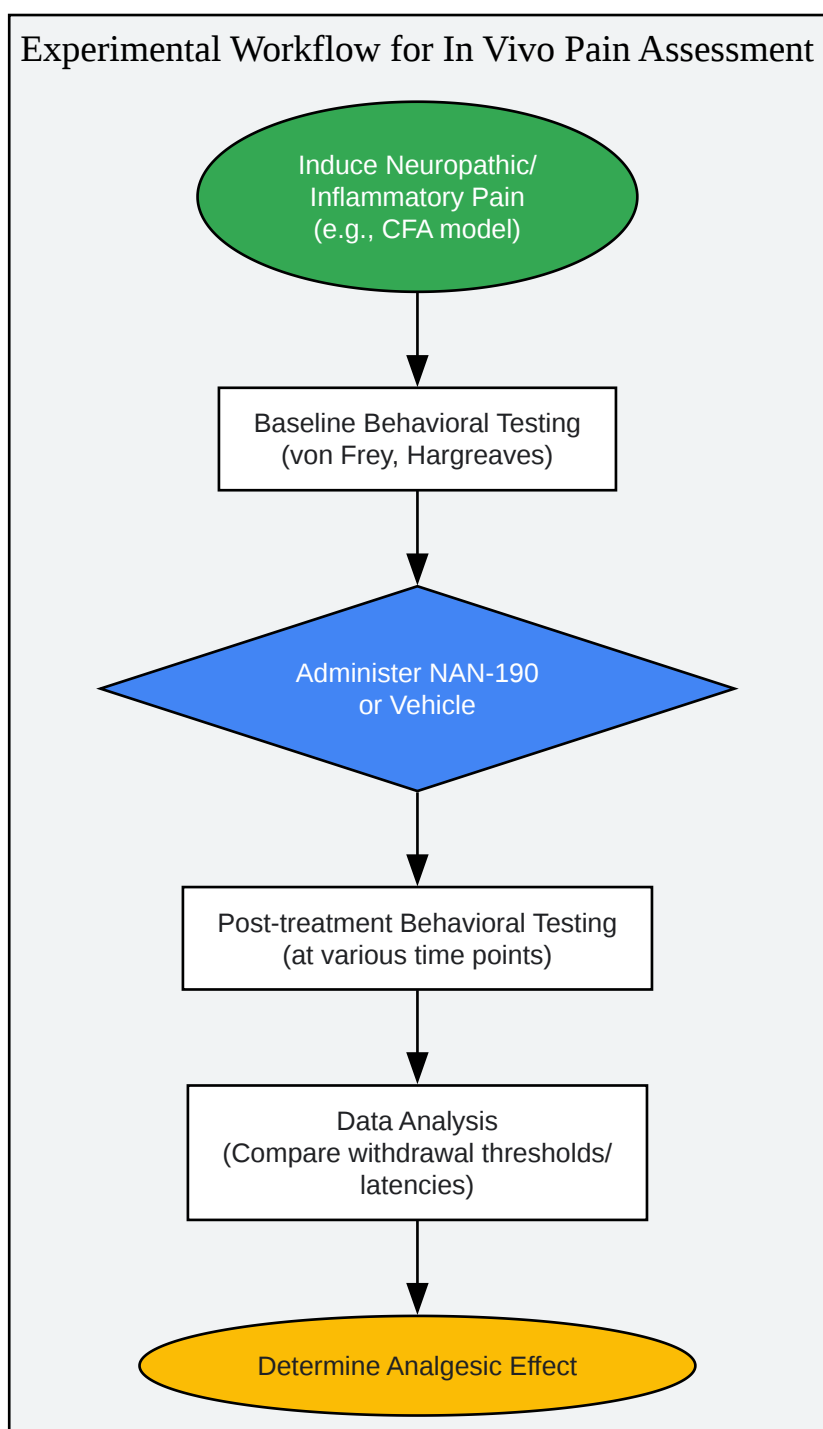 Experimental Workflow for In Vivo Pain Assessment
Induce Neuropathic/
Inflammatory Pain
(e.g., CFA model)
Baseline Behavioral Testing
(von Frey, Hargreaves)
Administer NAN-190
or Vehicle
Post-treatment Behavioral Testing
(at various time points)
Data Analysis
(Compare withdrawal thresholds/
latencies)
Determine Analgesic Effect